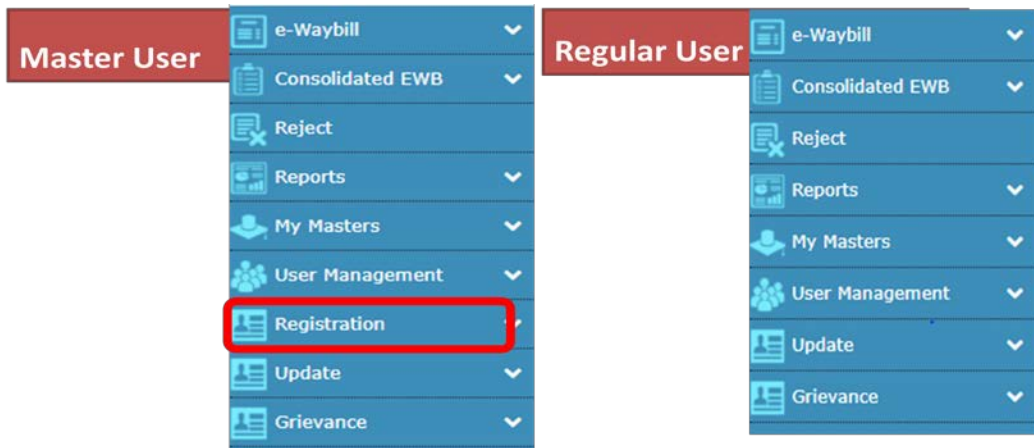 Master User
e-Waybill
Consolidated EWB
Reject
Reports
My Masters
User Management
Registration
Update
Grievance
Regular User
e-Waybill
Consolidated EWB
Reject
Reports
My Masters
User Management
Update
Grievance